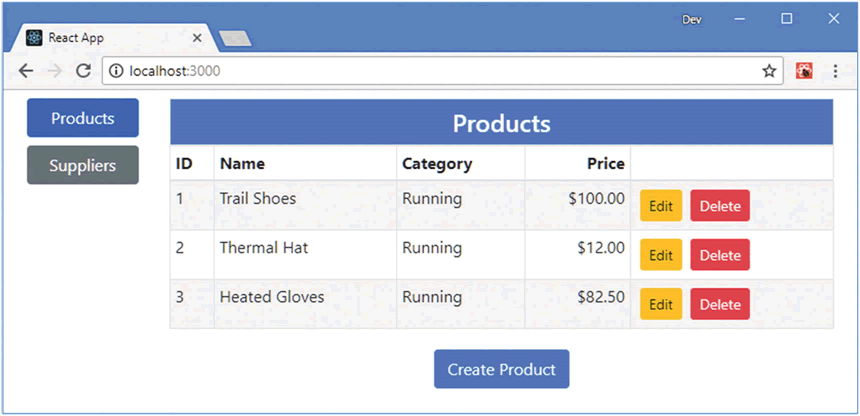 Dev
React App
localhost:3000
Products
Suppliers
Products
ID Name Category Price
1 Trail Shoes Running $100.00 Edit Delete
2 Thermal Hat Running $12.00 Edit Delete
3 Heated Gloves Running $82.50 Edit Delete
Create Product